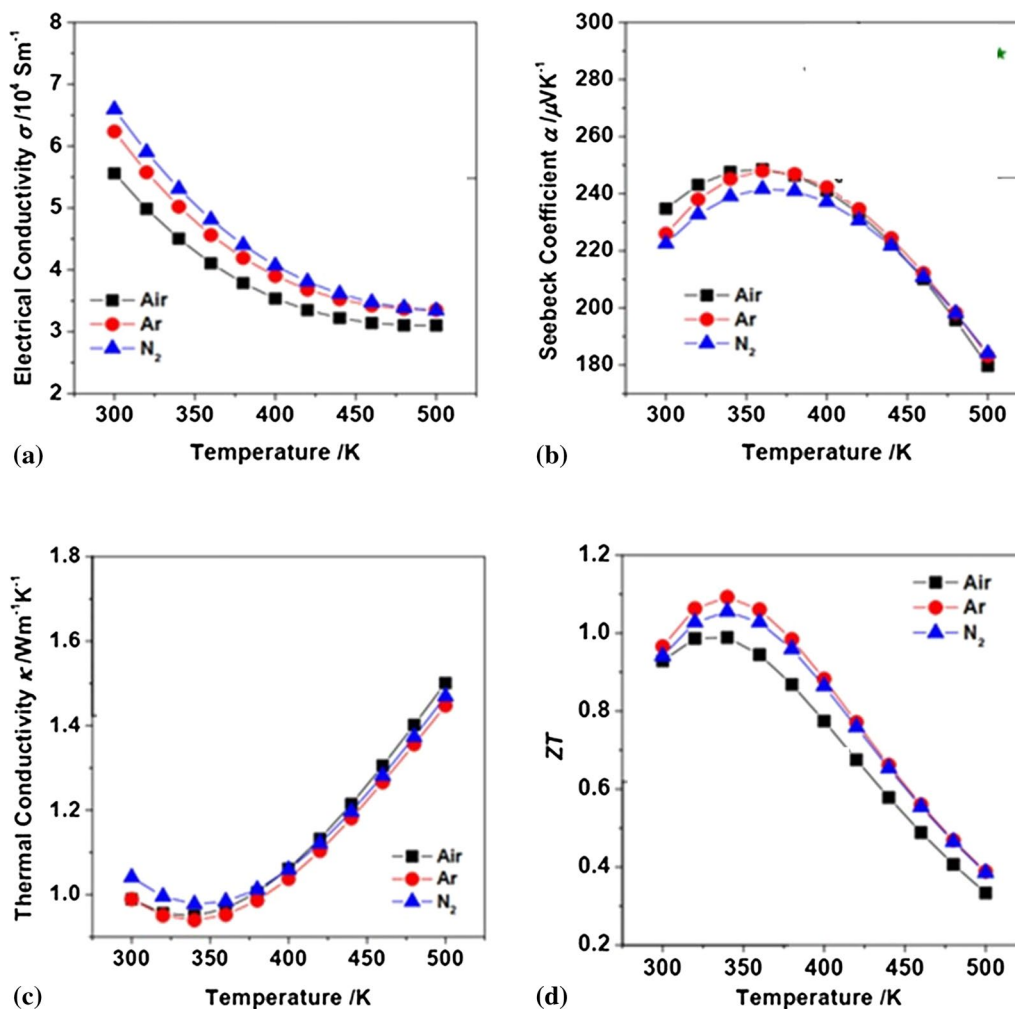 Electrical Conductivity σ /10⁴ Sm⁻¹
8
7
6
5
4
3
2
Air
Ar
N₂
300 350 400 450 500
Temperature /K
(a)
Seebeck Coefficient α /μVK⁻¹
300
280
260
240
220
200
180
Air
Ar
N₂
300 350 400 450 500
Temperature /K
(b)
Thermal Conductivity κ /Wm⁻¹K⁻¹
1.8
1.6
1.4
1.2
1.0
Air
Ar
N₂
300 350 400 450 500
Temperature /K
(c)
ZT
1.2
1.0
0.8
0.6
0.4
0.2
Air
Ar
N₂
300 350 400 450 500
Temperature /K
(d)